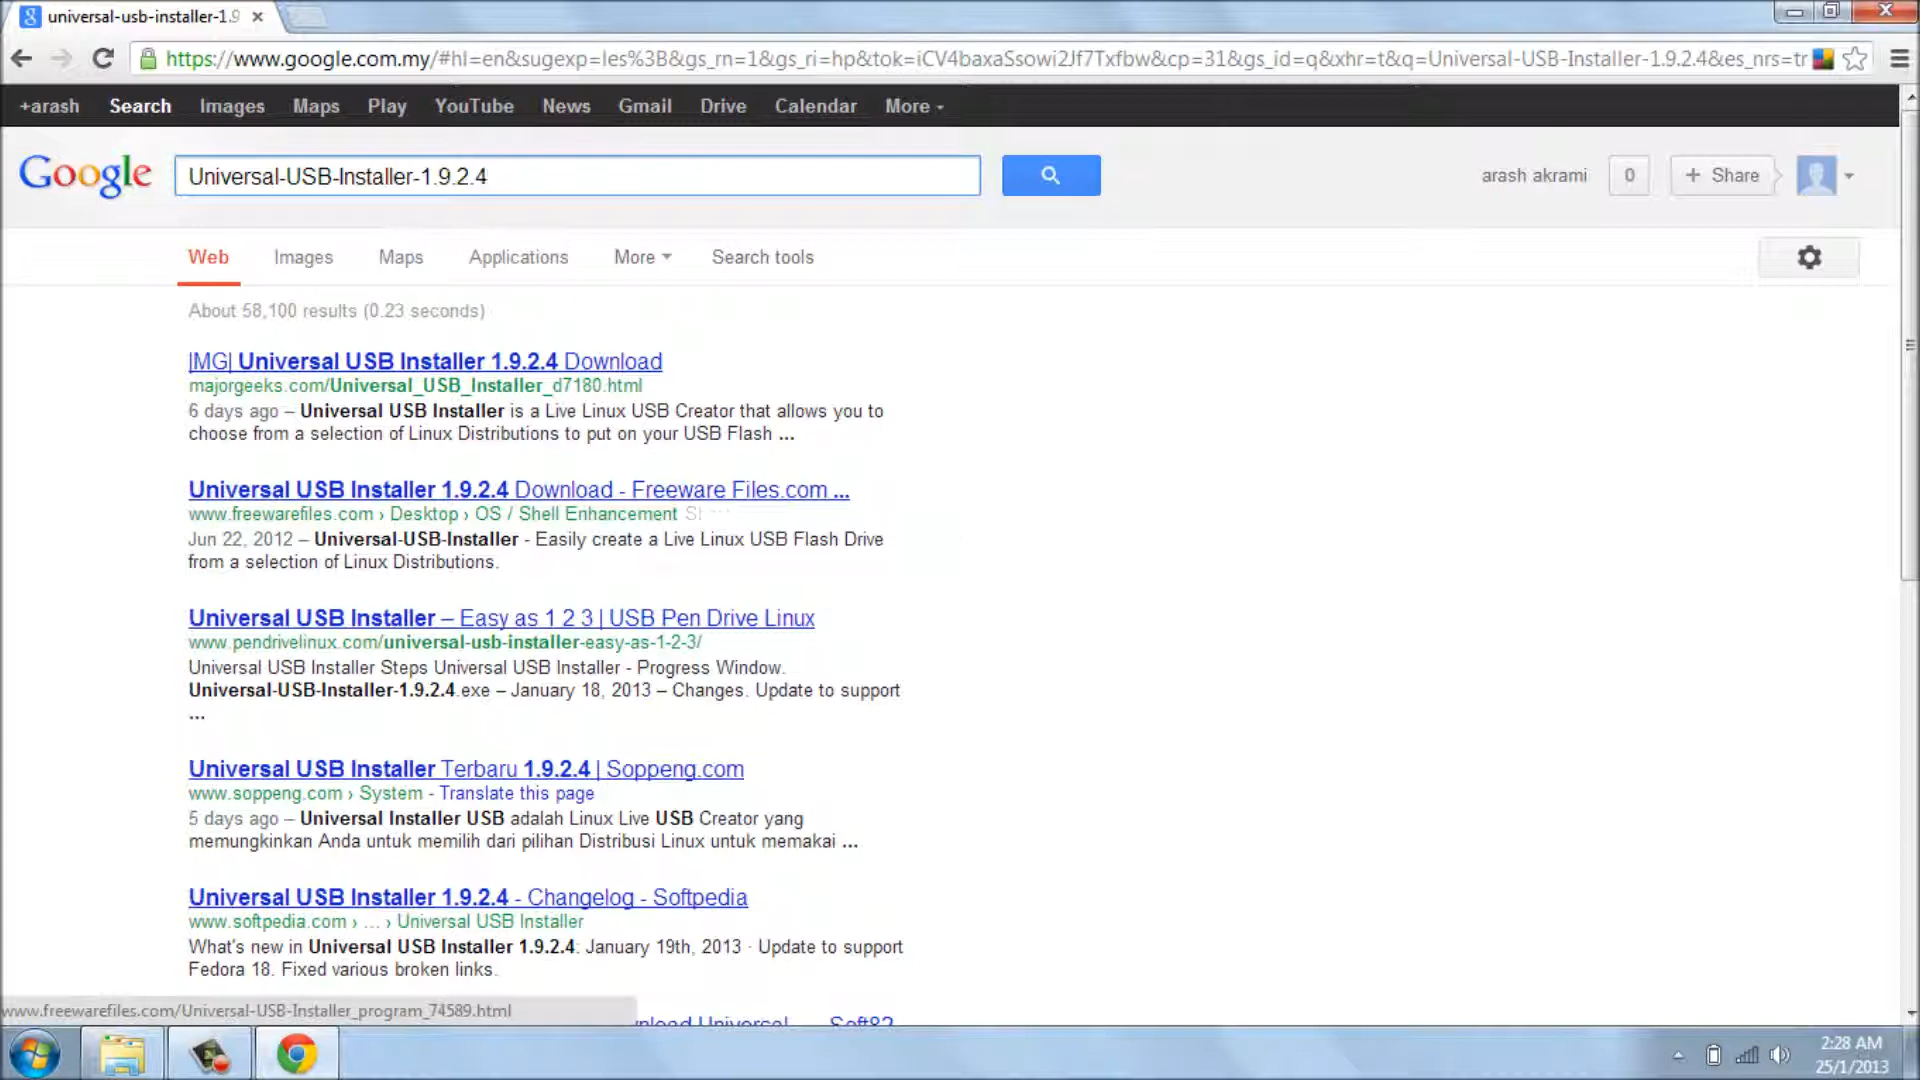 universal-usb-installer-1.9
https://www.google.com.my/#hl=en&sugexp=les%3B&gs_rn=1&gs_ri=hp&tok=iCV4baxaSsowi2Jf7Txfbw&cp=31&gs_id=q&xhr=t&q=Universal-USB-Installer-1.9.2.4&es_nrs=tr
+arash Search Images Maps Play YouTube News Gmail Drive Calendar More
Google Universal-USB-Installer-1.9.2.4 arash akrami 0 + Share
Web Images Maps Applications More Search tools
About 58,100 results (0.23 seconds)
|MG| Universal USB Installer 1.9.2.4 Download
majorgeeks.com/Universal_USB_Installer_d7180.html
6 days ago – Universal USB Installer is a Live Linux USB Creator that allows you to
choose from a selection of Linux Distributions to put on your USB Flash ...
Universal USB Installer 1.9.2.4 Download - Freeware Files.com ...
www.freewarefiles.com › Desktop › OS / Shell Enhancement
Jun 22, 2012 – Universal-USB-Installer - Easily create a Live Linux USB Flash Drive
from a selection of Linux Distributions.
Universal USB Installer – Easy as 1 2 3 | USB Pen Drive Linux
www.pendrivelinux.com/universal-usb-installer-easy-as-1-2-3/
Universal USB Installer Steps Universal USB Installer - Progress Window.
Universal-USB-Installer-1.9.2.4.exe – January 18, 2013 – Changes. Update to support
...
Universal USB Installer Terbaru 1.9.2.4 | Soppeng.com
www.soppeng.com › System - Translate this page
5 days ago – Universal Installer USB adalah Linux Live USB Creator yang
memungkinkan Anda untuk memilih dari pilihan Distribusi Linux untuk memakai ...
Universal USB Installer 1.9.2.4 - Changelog - Softpedia
www.softpedia.com › ... › Universal USB Installer
What's new in Universal USB Installer 1.9.2.4: January 19th, 2013 · Update to support
Fedora 18. Fixed various broken links.
www.freewarefiles.com/Universal-USB-Installer_program_74589.html
2:28 AM
25/1/2013